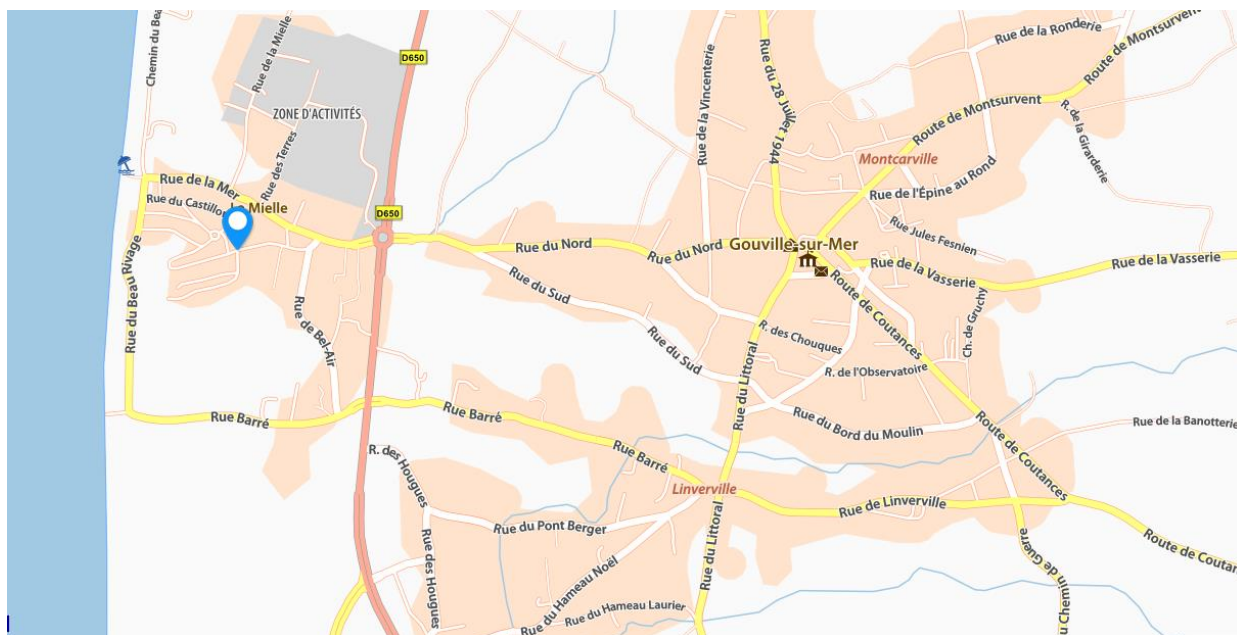 Chemin du Bea
Rue de la Mielle
D650
ZONE D'ACTIVITÉS
Rue des Terres
Rue de la Vincenterie
Rue du 28 Juillet 1944
Rue de la Ronderie
Route de Montsurvent
Route de Montsurvent
R. de la Girarderie
Montcarville
Rue de l'Épine au Rond
Rue de la Mer
Rue du Castillon
La Mielle
D650
Rue Jules Fesnien
Rue du Nord
Rue du Nord
Gouville-sur-Mer
Rue de la Vasserie
Rue de la Vasserie
Rue du Beau Rivage
Rue du Sud
Rue du Sud
Rue de Bel-Air
R. des Chouques
Route de Coutances
Ch. de Gruchy
R. de l'Observatoire
Rue du Littoral
Rue Barré
Rue Barré
Rue Barré
Rue du Bord du Moulin
Route de Coutances
Rue de la Banotterie
R. des Hougues
Linverville
Rue de Linverville
Rue du Pont Berger
Rue du Littoral
Rue des Hougues
Rue du Hameau Noël
Rue du Hameau Laurier
u Chemin de Guerre
Route de Coutan